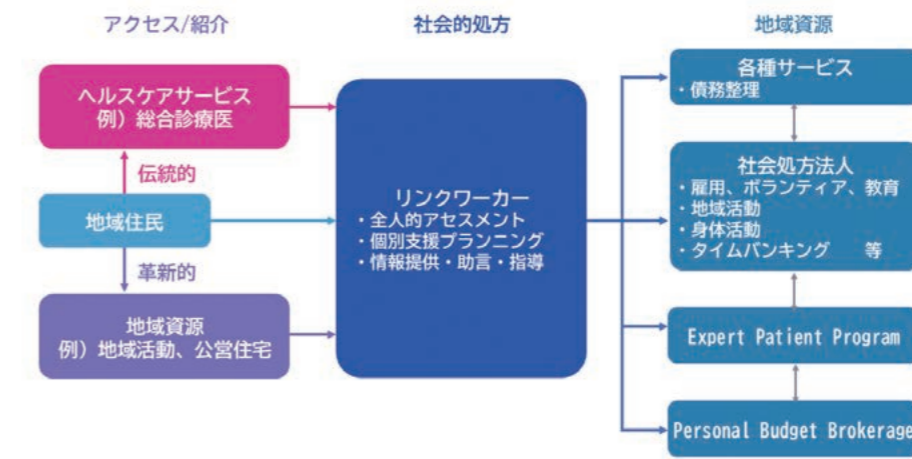 アクセス/紹介
社会的処方
地域資源
ヘルスケアサービス
例）総合診療医
伝統的
地域住民
革新的
地域資源
例）地域活動、公営住宅
リンクワーカー
・全人的アセスメント
・個別支援プランニング
・情報提供・助言・指導
各種サービス
・債務整理
社会処方法人
・雇用、ボランティア、教育
・地域活動
・身体活動
・タイムバンキング　等
Expert Patient Program
Personal Budget Brokerage